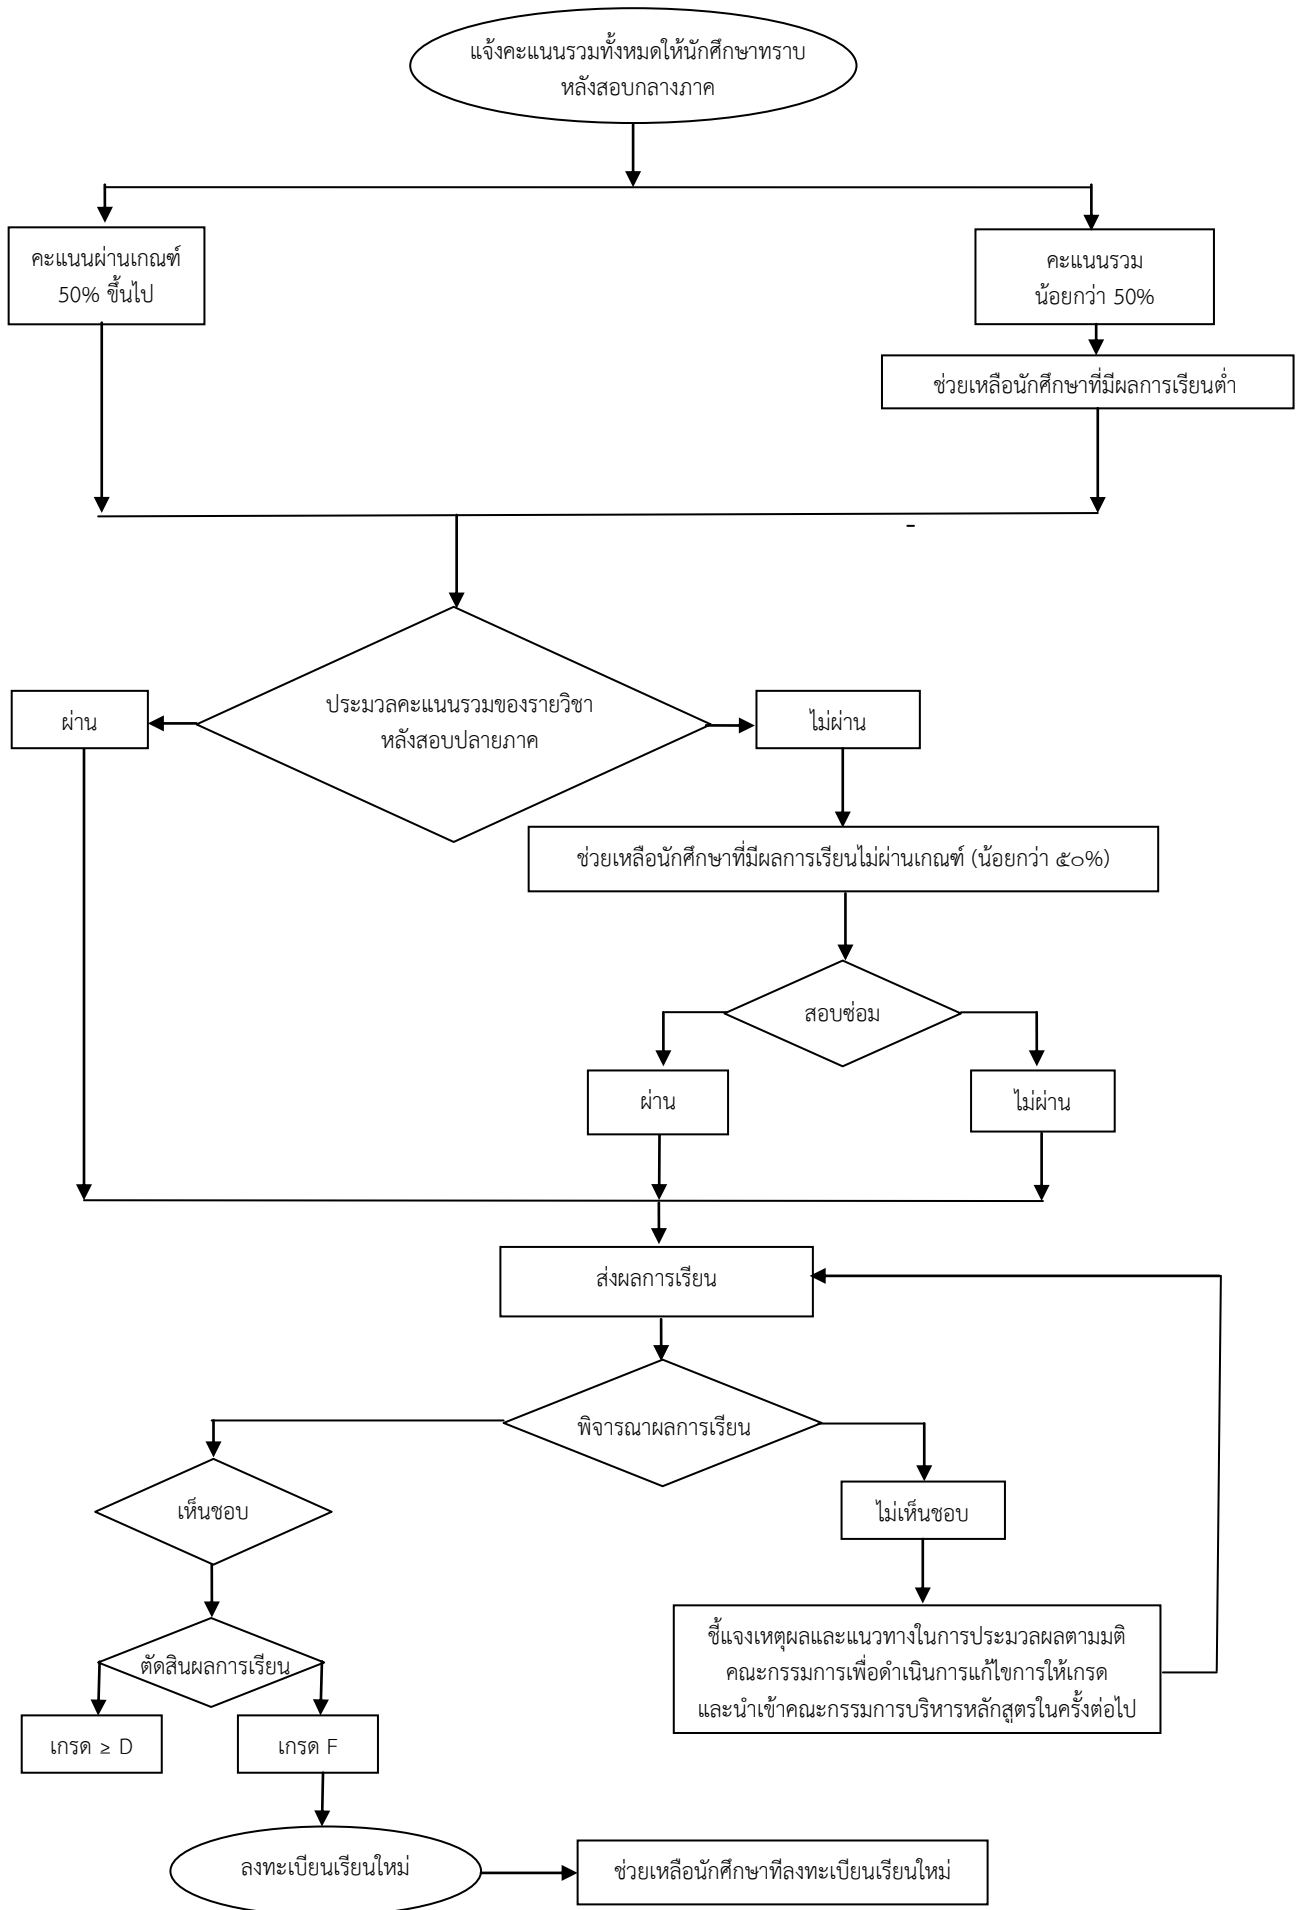 แจ้งคะแนนรวมทั้งหมดให้นักศึกษาทราบ
หลังสอบกลางภาค
คะแนนผ่านเกณฑ์
50% ขึ้นไป
คะแนนรวม
น้อยกว่า 50%
ช่วยเหลือนักศึกษาที่มีผลการเรียนต่ำ
ประมวลคะแนนรวมของรายวิชา
หลังสอบปลายภาค
ผ่าน
ไม่ผ่าน
ช่วยเหลือนักศึกษาที่มีผลการเรียนไม่ผ่านเกณฑ์ (น้อยกว่า ๕๐%)
สอบซ่อม
ผ่าน
ไม่ผ่าน
ส่งผลการเรียน
พิจารณาผลการเรียน
เห็นชอบ
ไม่เห็นชอบ
ตัดสินผลการเรียน
ชี้แจงเหตุผลและแนวทางในการประมวลผลตามมติ
คณะกรรมการเพื่อดำเนินการแก้ไขการให้เกรด
และนำเข้าคณะกรรมการบริหารหลักสูตรในครั้งต่อไป
เกรด ≥ D
เกรด F
ลงทะเบียนเรียนใหม่
ช่วยเหลือนักศึกษาทีลงทะเบียนเรียนใหม่